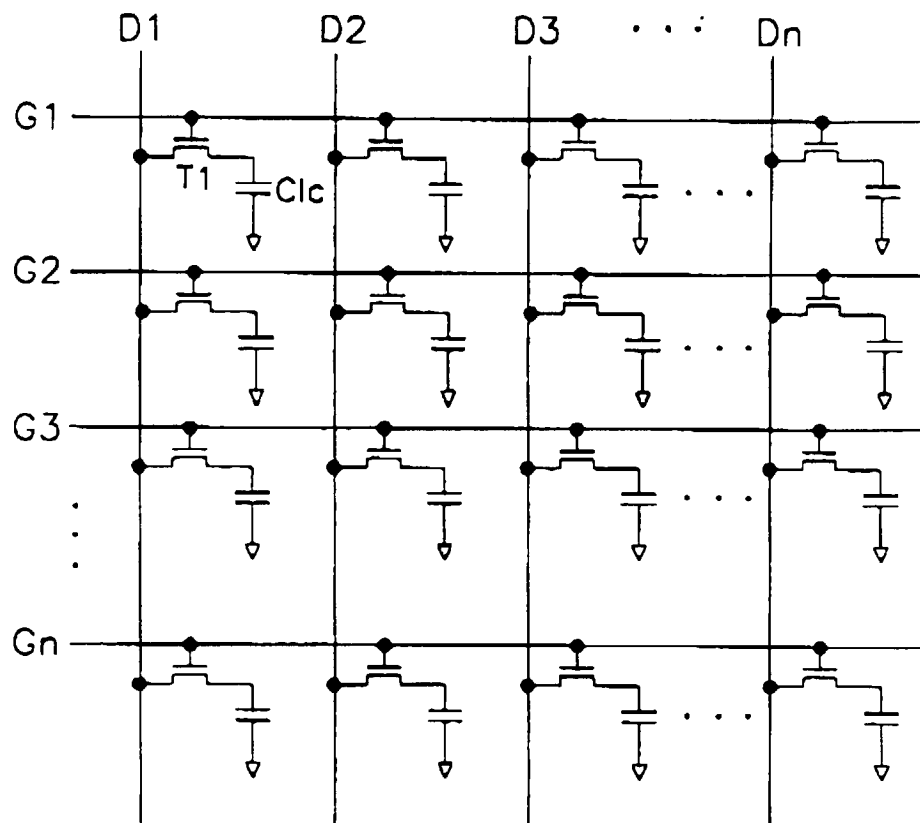 D1 D2 D3 . . . Dn
G1
T1 Clc
. . .
G2
. . .
G3
. . .
Gn
. . .